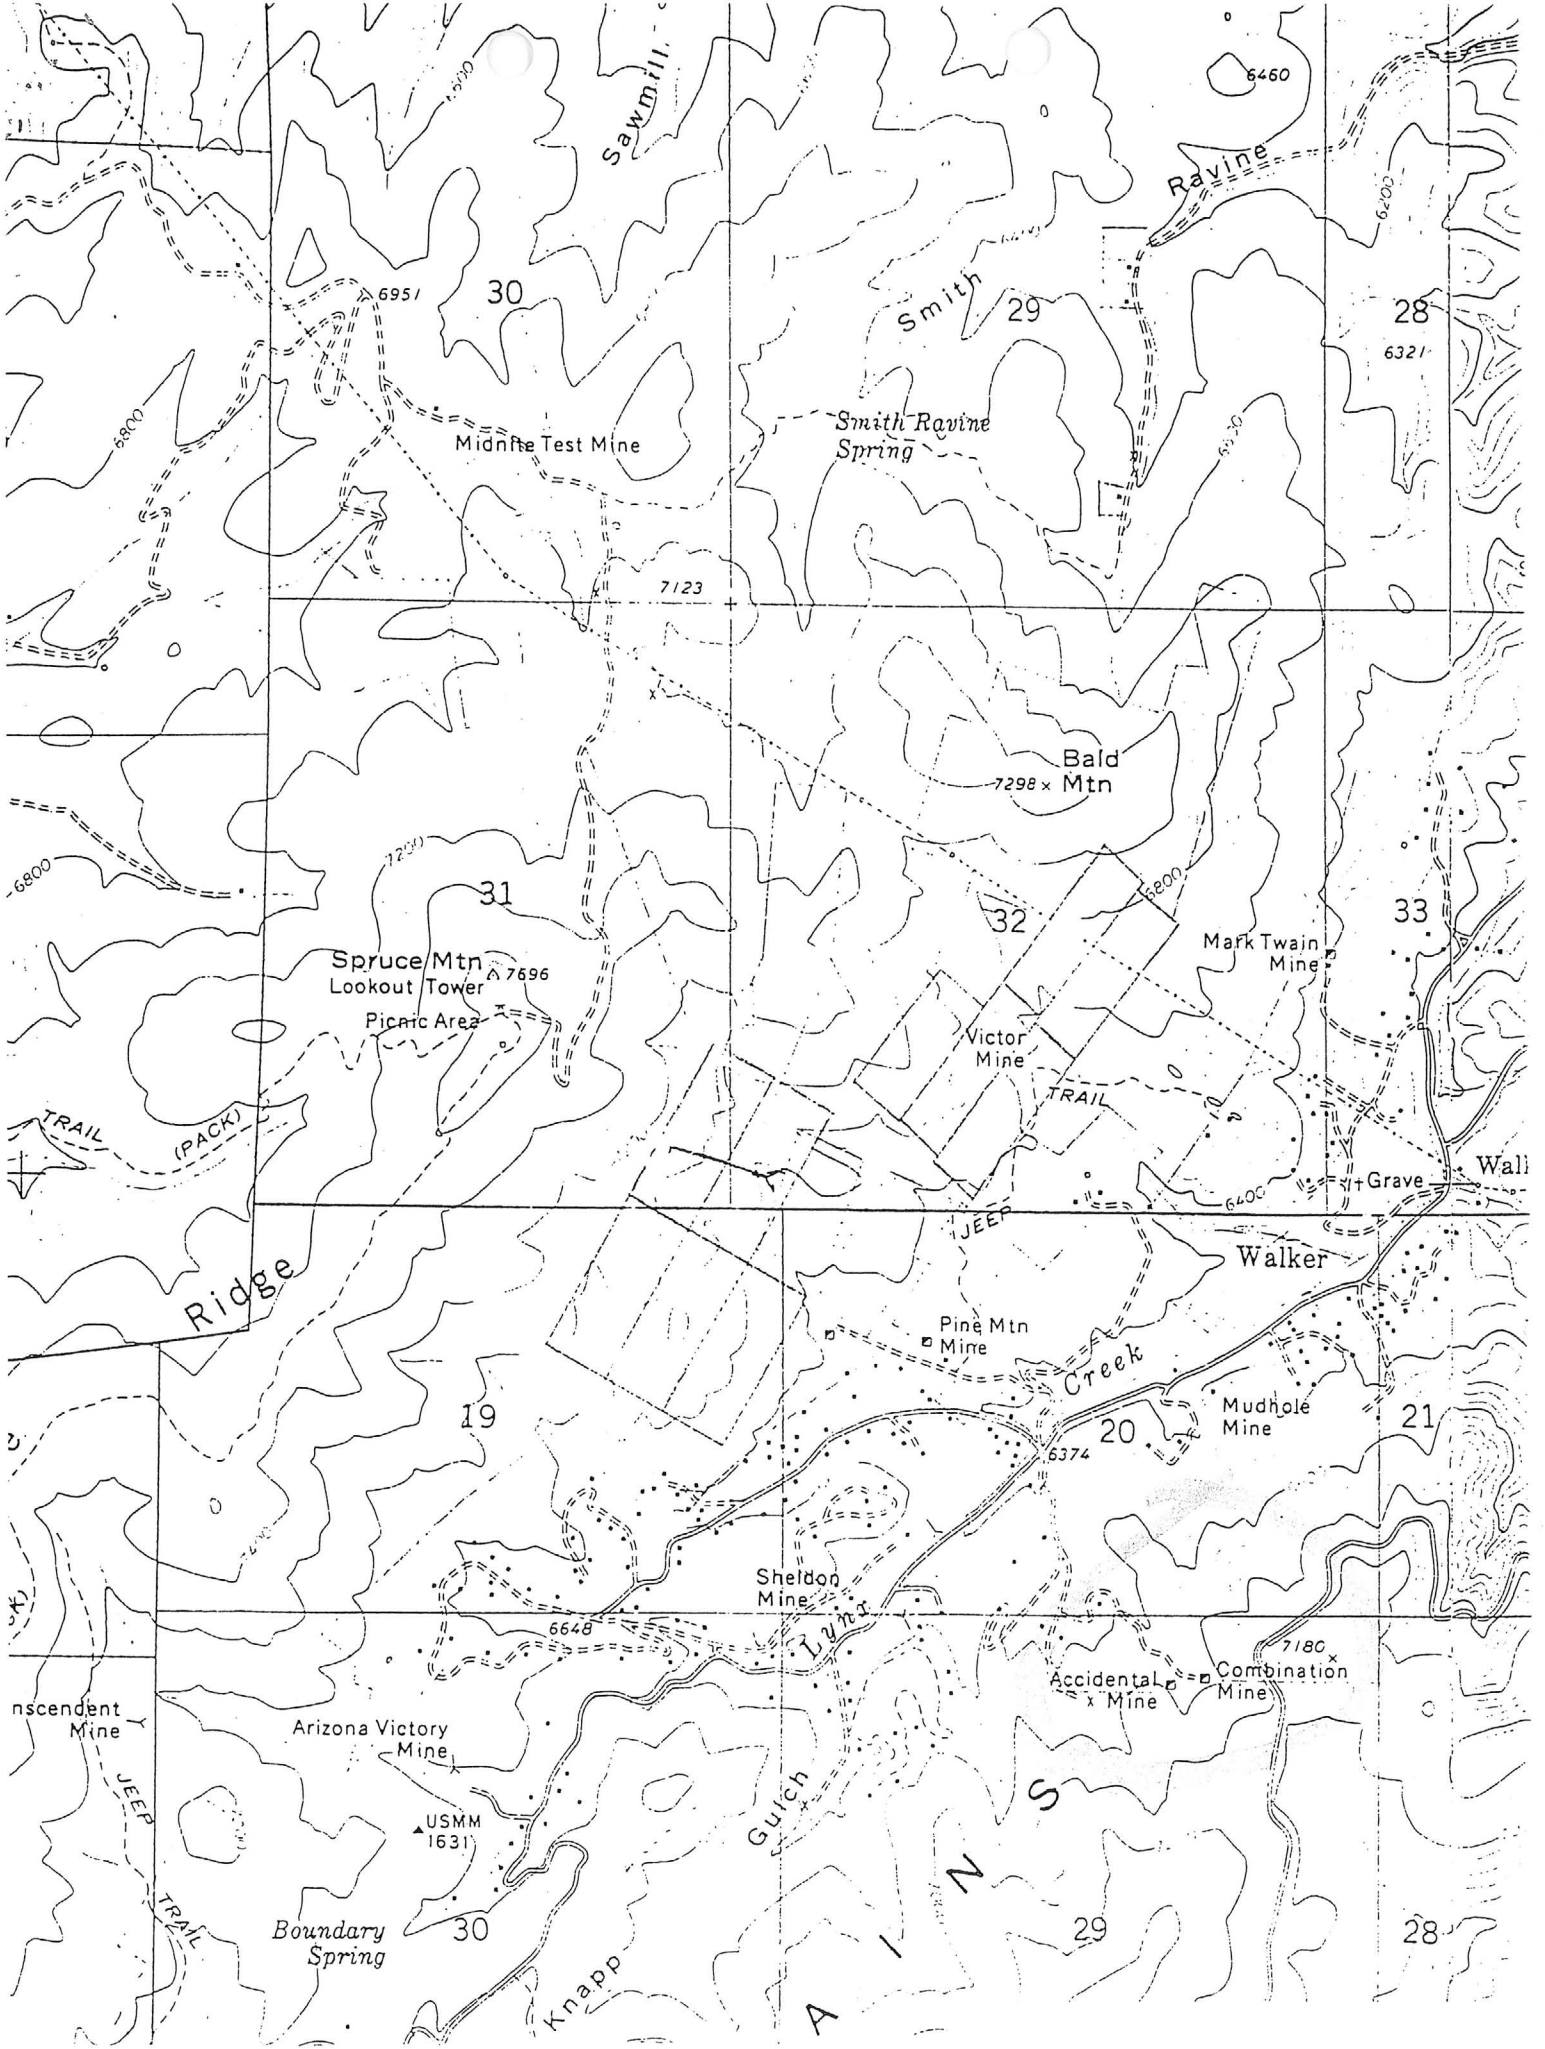 Sawmill
6460
Ravine
6200
6951
30
Smith
29
28
6321
6800
Midnite Test Mine
Smith Ravine
Spring
7123
Bald
7298 x Mtn
6800
7200
31
6800
32
33
Mark Twain
Mine
Spruce Mtn
7696
Lookout Tower
Picnic Area
Victor
Mine
TRAIL
TRAIL
(PACK)
Grave
Wall
6400
JEEP
Walker
Ridge
Pine Mtn
Mine
Creek
19
20
Mudhole
Mine
21
6374
Sheldon
Mine
Lynx
6648
7180
Accidental
Mine
Combination
Mine
nscendent
Mine
Arizona Victory
Mine
JEEP
USMM
1631
Gulch
S
N
I
A
TRAIL
Boundary
Spring
30
29
28
Knapp